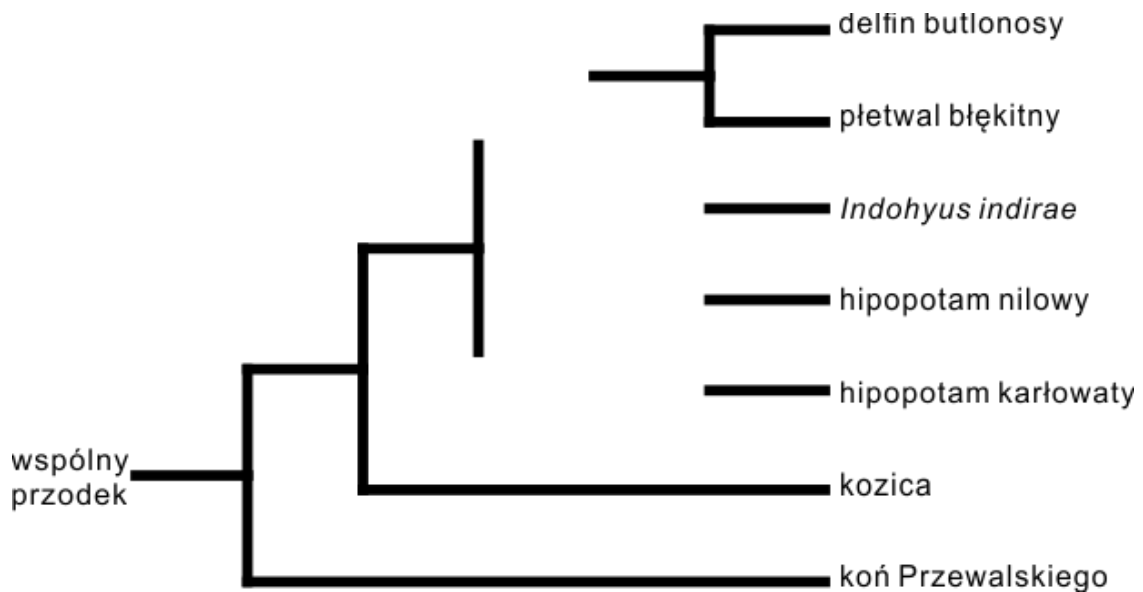 delfin butlonosy
płetwal błękitny
Indohyus indirae
hipopotam nilowy
hipopotam karłowaty
wspólny
przodek
kozica
koń Przewalskiego